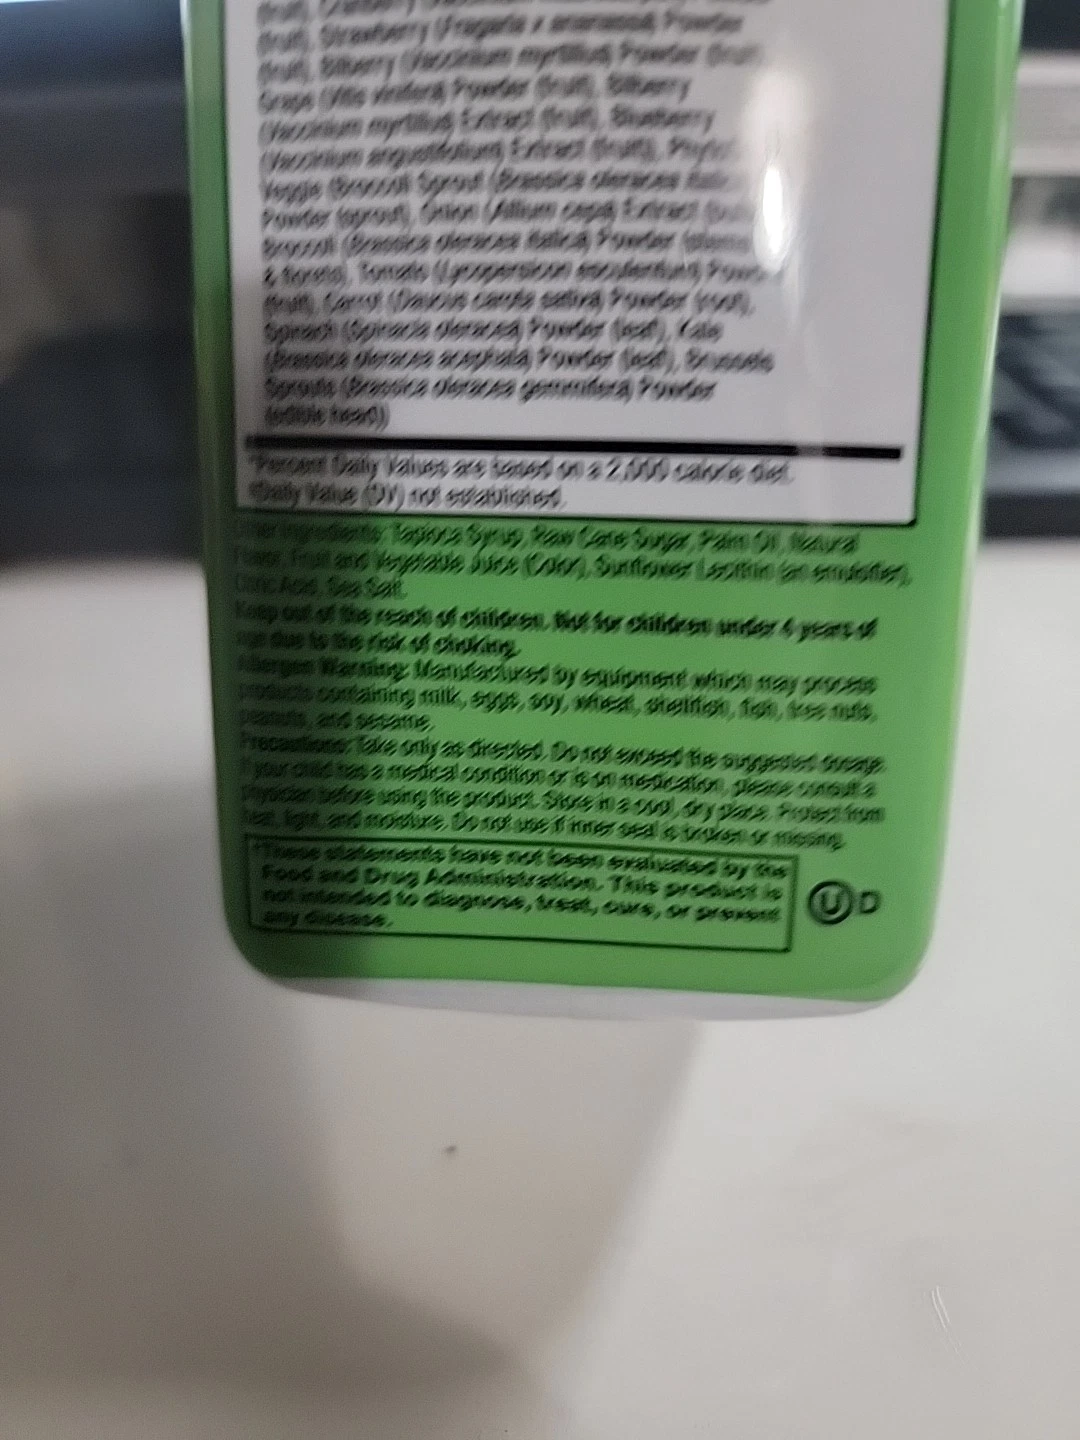 (fruit), Cranberry (Vaccinium
(fruit), Strawberry (Fragaria x ananassa) Powder
(fruit), Bilberry (Vaccinium myrtillus) Powder (fruit),
Grape (Vitis vinifera) Powder (fruit), Bilberry
(Vaccinium myrtillus) Extract (fruit), Blueberry
(Vaccinium angustifolium) Extract (fruit)),
Veggie (Broccoli Sprout (Brassica oleracea italica)
Powder (sprout), Onion (Allium cepa) Extract (bulb),
Broccoli (Brassica oleracea italica) Powder (stems
& florets), Tomato (Lycopersicon esculentum) Powder
(fruit), Carrot (Daucus carota sativa) Powder (root),
Spinach (Spinacia oleracea) Powder (leaf), Kale
(Brassica oleracea acephala) Powder (leaf), Brussels
Sprouts (Brassica oleracea gemmifera) Powder
(edible head))
*Percent Daily Values are based on a 2,000 calorie diet.
†Daily Value (DV) not established.
Other Ingredients: Tapioca Syrup, Raw Cane Sugar, Palm Oil, Natural
Flavor, Fruit and Vegetable Juice (Color), Sunflower Lecithin (an emulsifier),
Citric Acid, Sea Salt.
Keep out of the reach of children. Not for children under 4 years of
age due to the risk of choking.
Allergen Warning: Manufactured by equipment which may process
products containing milk, eggs, soy, wheat, shellfish, fish, tree nuts,
peanuts, and sesame.
Precautions: Take only as directed. Do not exceed the suggested dosage.
If your child has a medical condition or is on medication, please consult a
physician before using the product. Store in a cool, dry place. Protect from
heat, light, and moisture. Do not use if inner seal is broken or missing.
*These statements have not been evaluated by the
Food and Drug Administration. This product is
not intended to diagnose, treat, cure, or prevent
any disease.
U D